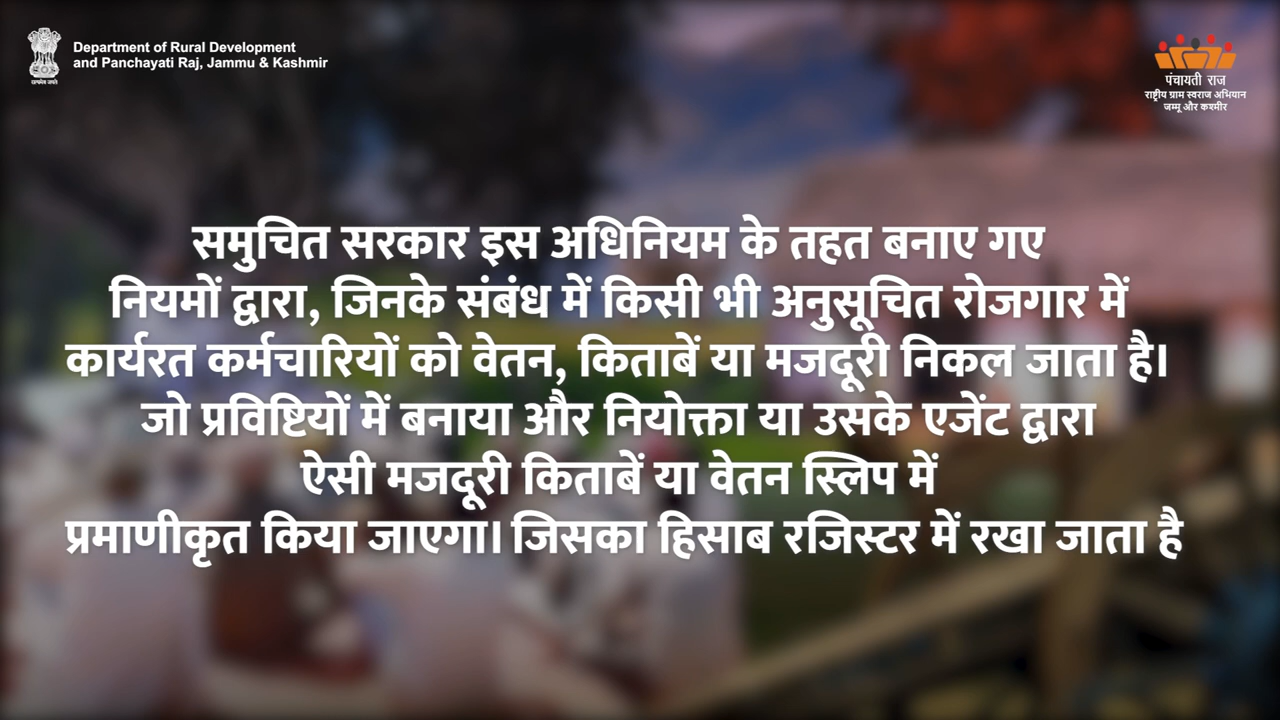 Department of Rural Development
and Panchayati Raj, Jammu & Kashmir
पंचायती राज
राष्ट्रीय ग्राम स्वराज अभियान
जम्मू और कश्मीर
समुचित सरकार इस अधिनियम के तहत बनाए गए
नियमों द्वारा, जिनके संबंध में किसी भी अनुसूचित रोजगार में
कार्यरत कर्मचारियों को वेतन, किताबें या मजदूरी निकल जाता है।
जो प्रविष्टियों में बनाया और नियोक्ता या उसके एजेंट द्वारा
ऐसी मजदूरी किताबें या वेतन स्लिप में
प्रमाणीकृत किया जाएगा। जिसका हिसाब रजिस्टर में रखा जाता है